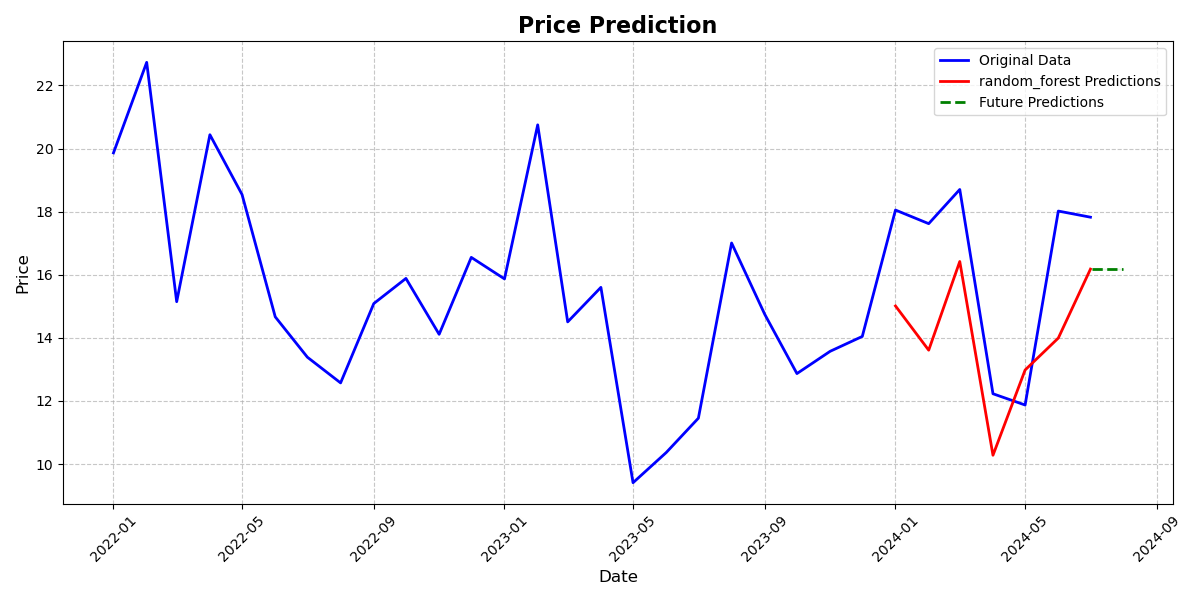 Price Prediction
Original Data
random_forest Predictions
Future Predictions
Price
22
20
18
16
14
12
10
2022-01
2022-05
2022-09
2023-01
2023-05
2023-09
2024-01
2024-05
2024-09
Date